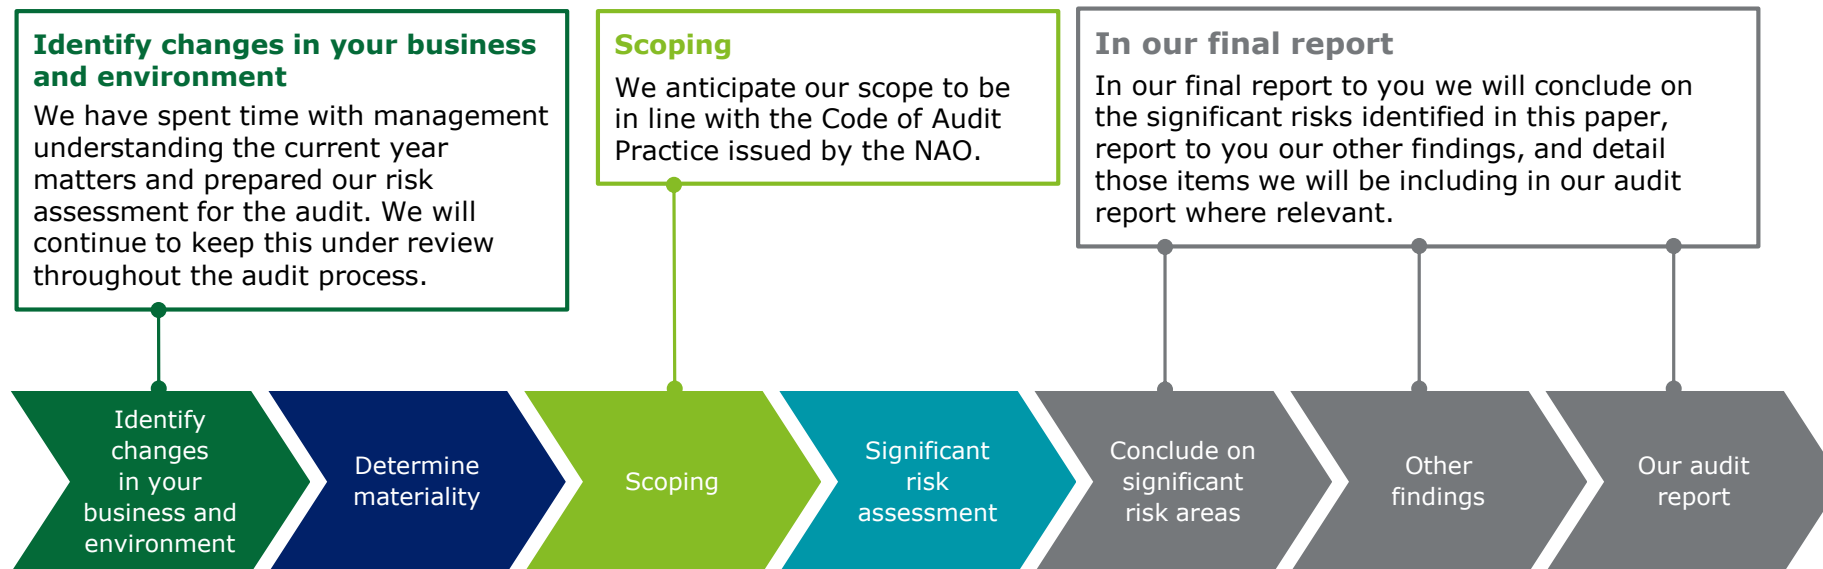 Identify changes in your business
and environment
We have spent time with management
understanding the current year
matters and prepared our risk
assessment for the audit. We will
continue to keep this under review
throughout the audit process.
Scoping
We anticipate our scope to be
in line with the Code of Audit
Practice issued by the NAO.
In our final report
In our final report to you we will conclude on
the significant risks identified in this paper,
report to you our other findings, and detail
those items we will be including in our audit
report where relevant.
Identify
changes
in your
business and
environment
Determine
materiality
Scoping
Significant
risk
assessment
Conclude on
significant
risk areas
Other
findings
Our audit
report